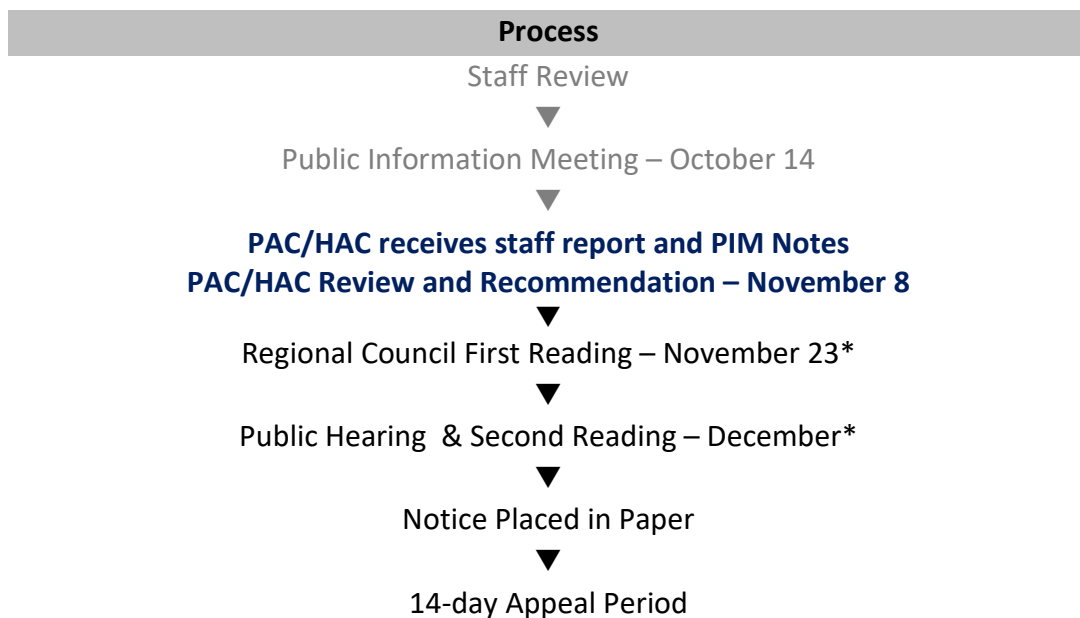 Process
Staff Review
Public Information Meeting – October 14
PAC/HAC receives staff report and PIM Notes
PAC/HAC Review and Recommendation – November 8
Regional Council First Reading – November 23*
Public Hearing  & Second Reading – December*
Notice Placed in Paper
14-day Appeal Period